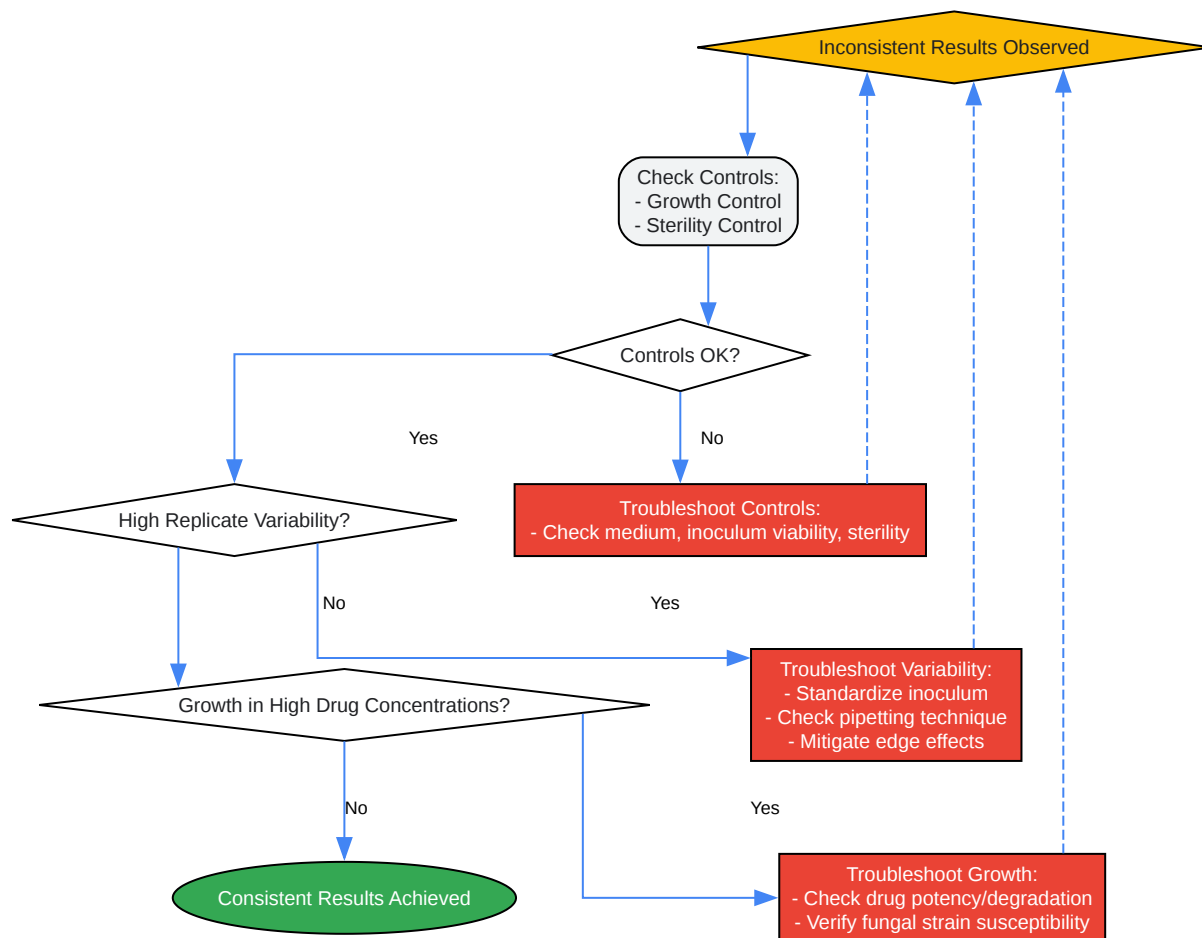 Inconsistent Results Observed
Check Controls:
- Growth Control
- Sterility Control
Controls OK?
Yes
No
High Replicate Variability?
Troubleshoot Controls:
- Check medium, inoculum viability, sterility
No
Yes
Growth in High Drug Concentrations?
Troubleshoot Variability:
- Standardize inoculum
- Check pipetting technique
- Mitigate edge effects
No
Yes
Consistent Results Achieved
Troubleshoot Growth:
- Check drug potency/degradation
- Verify fungal strain susceptibility